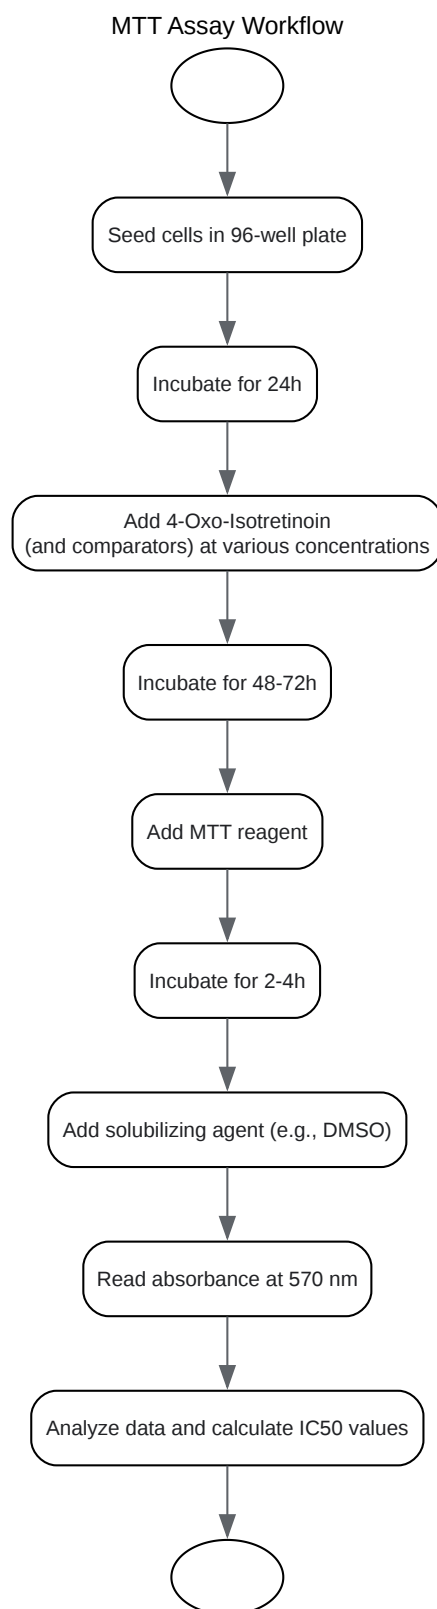 MTT Assay Workflow
Seed cells in 96-well plate
Incubate for 24h
Add 4-Oxo-Isotretinoin
(and comparators) at various concentrations
Incubate for 48-72h
Add MTT reagent
Incubate for 2-4h
Add solubilizing agent (e.g., DMSO)
Read absorbance at 570 nm
Analyze data and calculate IC50 values